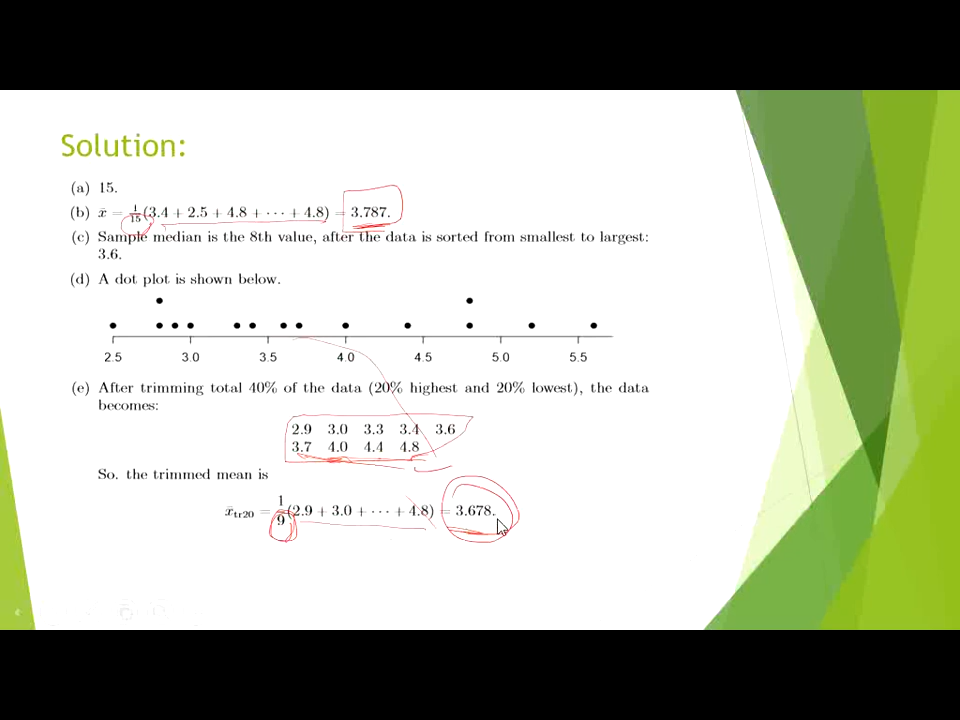 Solution:
(a) 15.
(b) x̄ = 1/15 (3.4 + 2.5 + 4.8 + · · · + 4.8) = 3.787.
(c) Sample median is the 8th value, after the data is sorted from smallest to largest:
3.6.
(d) A dot plot is shown below.
2.5 3.0 3.5 4.0 4.5 5.0 5.5
(e) After trimming total 40% of the data (20% highest and 20% lowest), the data
becomes:
2.9 3.0 3.3 3.4 3.6
3.7 4.0 4.4 4.8
So. the trimmed mean is
x̄tr20 = 1/9 (2.9 + 3.0 + · · · + 4.8) = 3.678.